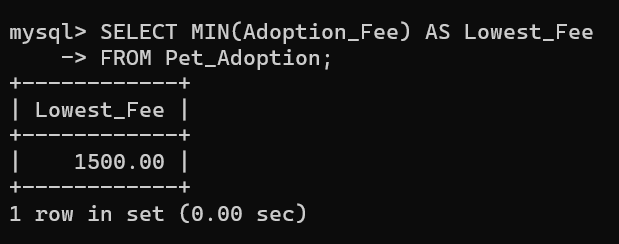 mysql> SELECT MIN(Adoption_Fee) AS Lowest_Fee
    -> FROM Pet_Adoption;
+------------+
| Lowest_Fee |
+------------+
|    1500.00 |
+------------+
1 row in set (0.00 sec)